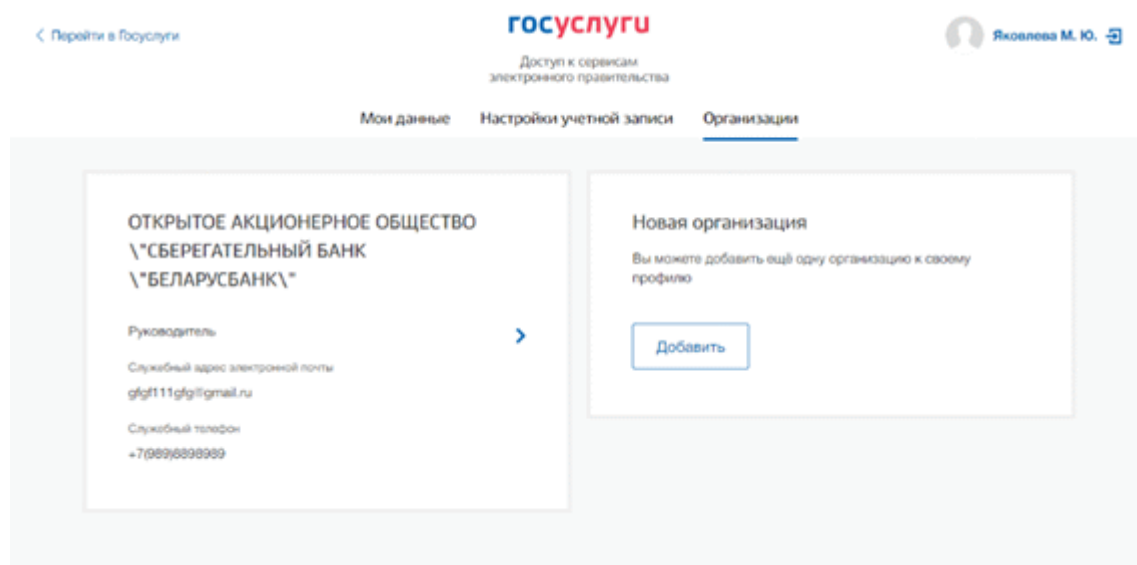 Перейти в Госуслуги
госуслуги
Яковлева М. Ю.
Доступ к сервисам
электронного правительства
Мои данные Настройки учетной записи Организации
ОТКРЫТОЕ АКЦИОНЕРНОЕ ОБЩЕСТВО
\"СБЕРЕГАТЕЛЬНЫЙ БАНК
\"БЕЛАРУСБАНК\"
Руководитель
Служебный адрес электронной почты
gfgf111gfg@gmail.ru
Служебный телефон
+7(989)8898989
Новая организация
Вы можете добавить ещё одну организацию к своему
профилю
Добавить